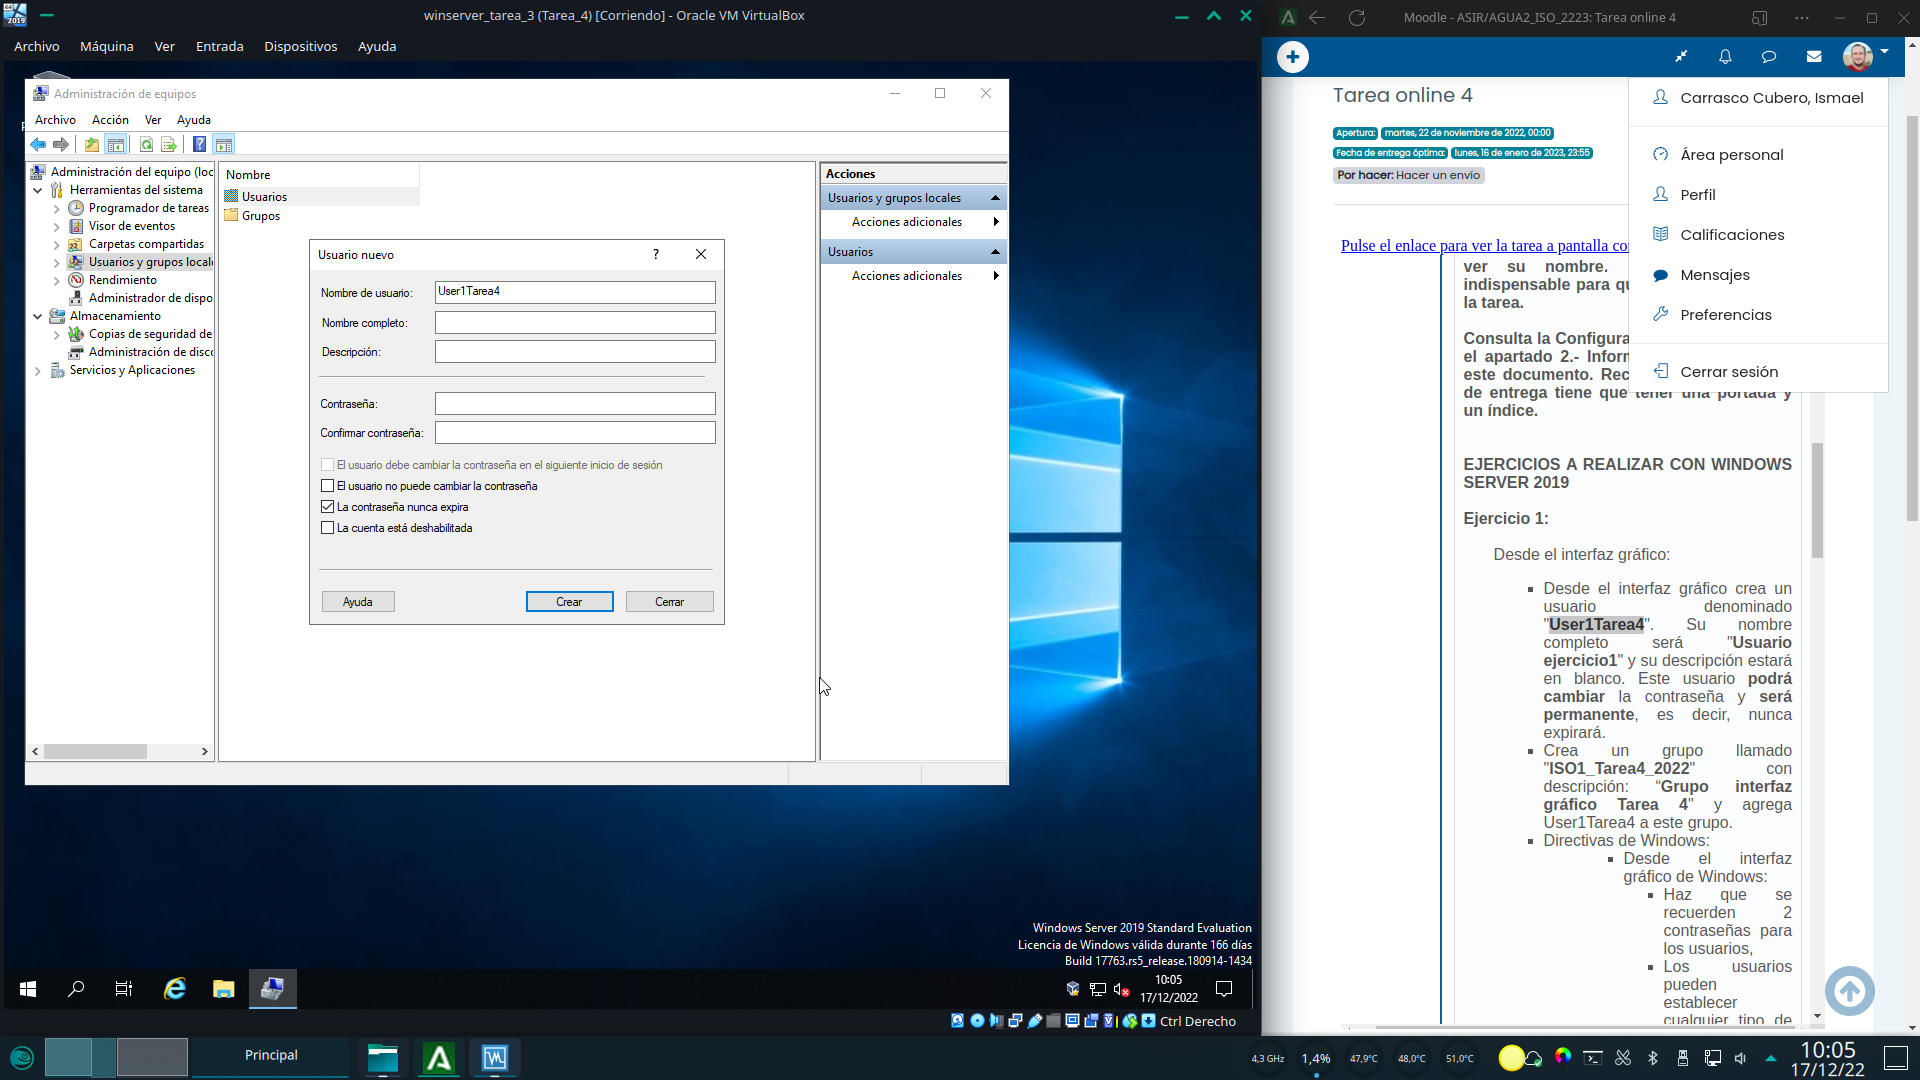 winserver_tarea_3 (Tarea_4) [Corriendo] - Oracle VM VirtualBox
Archivo Máquina Ver Entrada Dispositivos Ayuda
Administración de equipos
Archivo Acción Ver Ayuda
Administración del equipo (loc
Herramientas del sistema
Programador de tareas
Visor de eventos
Carpetas compartidas
Usuarios y grupos local
Rendimiento
Administrador de dispo
Almacenamiento
Copias de seguridad de
Administración de disco
Servicios y Aplicaciones
Nombre
Usuarios
Grupos
Acciones
Usuarios y grupos locales
Acciones adicionales
Usuarios
Acciones adicionales
Usuario nuevo
?
Nombre de usuario: User1Tarea4
Nombre completo:
Descripción:
Contraseña:
Confirmar contraseña:
El usuario debe cambiar la contraseña en el siguiente inicio de sesión
El usuario no puede cambiar la contraseña
La contraseña nunca expira
La cuenta está deshabilitada
Ayuda Crear Cerrar
Windows Server 2019 Standard Evaluation
Licencia de Windows válida durante 166 días
Build 17763.rs5_release.180914-1434
10:05
17/12/2022
Ctrl Derecho
Moodle - ASIR/AGUA2_ISO_2223: Tarea online 4
Tarea online 4
Apertura: martes, 22 de noviembre de 2022, 00:00
Fecha de entrega óptima: lunes, 16 de enero de 2023, 23:55
Por hacer: Hacer un envío
Carrasco Cubero, Ismael
Área personal
Perfil
Calificaciones
Mensajes
Preferencias
Cerrar sesión
Pulse el enlace para ver la tarea a pantalla co
ver su nombre.
indispensable para qu
la tarea.
Consulta la Configura
el apartado 2.- Inform
este documento. Rec
de entrega tiene que tener una portada y
un índice.
EJERCICIOS A REALIZAR CON WINDOWS
SERVER 2019
Ejercicio 1:
Desde el interfaz gráfico:
Desde el interfaz gráfico crea un
usuario denominado
"User1Tarea4". Su nombre
completo será "Usuario
ejercicio1" y su descripción estará
en blanco. Este usuario podrá
cambiar la contraseña y será
permanente, es decir, nunca
expirará.
Crea un grupo llamado
"ISO1_Tarea4_2022" con
descripción: “Grupo interfaz
gráfico Tarea 4" y agrega
User1Tarea4 a este grupo.
Directivas de Windows:
Desde el interfaz
gráfico de Windows:
Haz que se
recuerden 2
contraseñas para
los usuarios,
Los usuarios
pueden
establecer
cualquier tipo de
Principal
4,3 GHz 1,4% 47,9°C 48,0°C 51,0°C
10:05
17/12/22